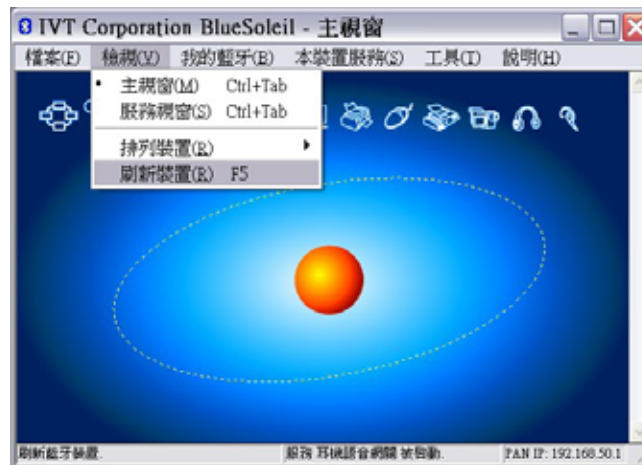 IVT Corporation BlueSoleil - 主視窗
檔案(F) 檢視(V) 我的藍牙(B) 本裝置服務(S) 工具(T) 說明(H)
• 主視窗(M) Ctrl+Tab
服務視窗(S) Ctrl+Tab
排列裝置(R)
刷新裝置(R) F5
刷新藍牙裝置. 服務 耳機語音網關 被啟動. PAN IP: 192.168.50.1